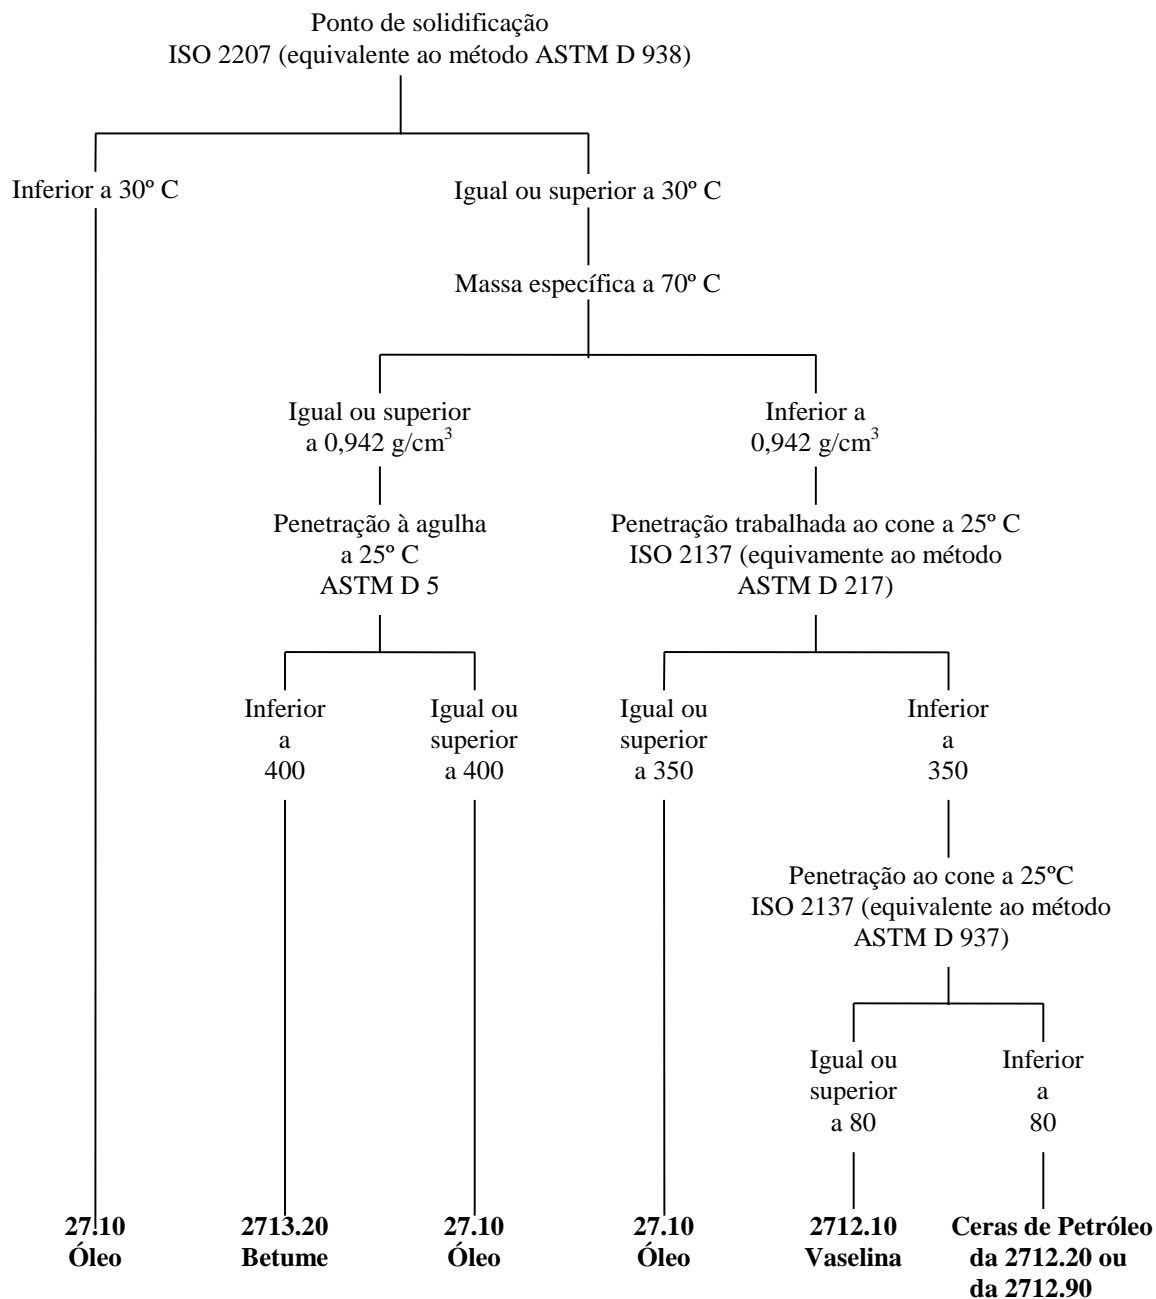 Ponto de solidificação
ISO 2207 (equivalente ao método ASTM D 938)
Inferior a 30º C
Igual ou superior a 30º C
Massa específica a 70º C
Igual ou superior
a 0,942 g/cm³
Inferior a
0,942 g/cm³
Penetração à agulha
a 25º C
ASTM D 5
Penetração trabalhada ao cone a 25º C
ISO 2137 (equivamente ao método
ASTM D 217)
Inferior
a
400
Igual ou
superior
a 400
Igual ou
superior
a 350
Inferior
a
350
Penetração ao cone a 25ºC
ISO 2137 (equivalente ao método
ASTM D 937)
Igual ou
superior
a 80
Inferior
a
80
27.10
Óleo
2713.20
Betume
27.10
Óleo
27.10
Óleo
2712.10
Vaselina
Ceras de Petróleo
da 2712.20 ou
da 2712.90